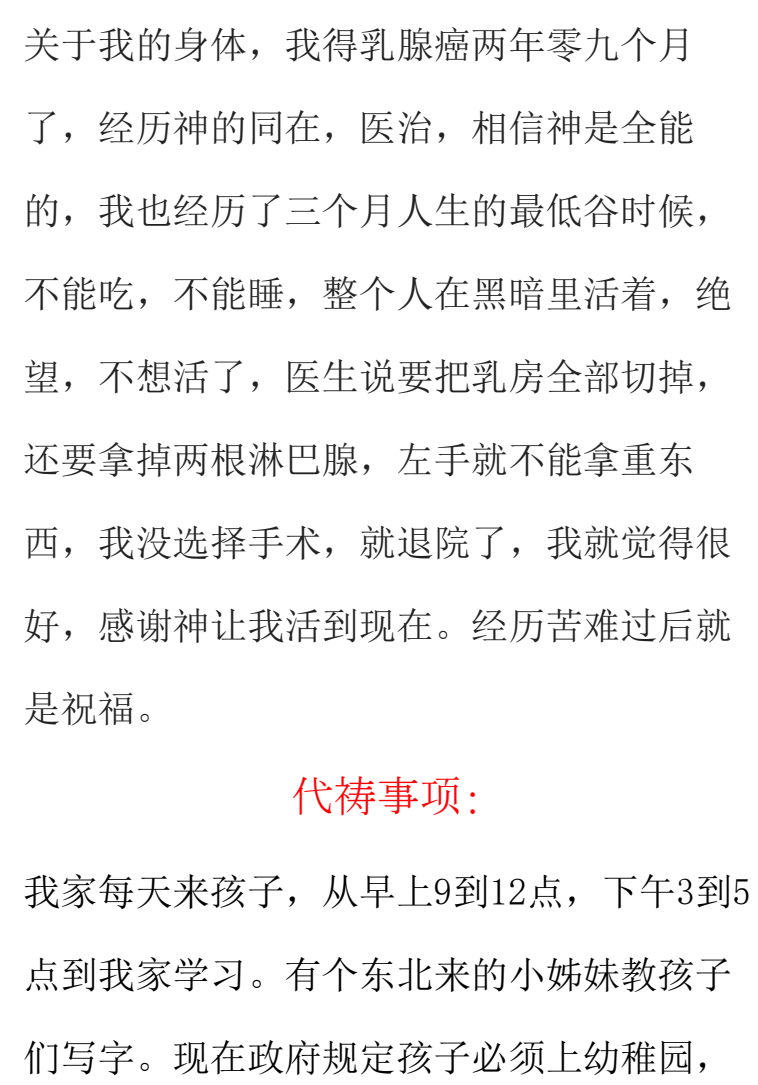 关于我的身体，我得乳腺癌两年零九个月
了，经历神的同在，医治，相信神是全能
的，我也经历了三个月人生的最低谷时候，
不能吃，不能睡，整个人在黑暗里活着，绝
望，不想活了，医生说要把乳房全部切掉，
还要拿掉两根淋巴腺，左手就不能拿重东
西，我没选择手术，就退院了，我就觉得很
好，感谢神让我活到现在。经历苦难过后就
是祝福。
代祷事项:
我家每天来孩子，从早上9到12点，下午3到5
点到我家学习。有个东北来的小姊妹教孩子
们写字。现在政府规定孩子必须上幼稚园，